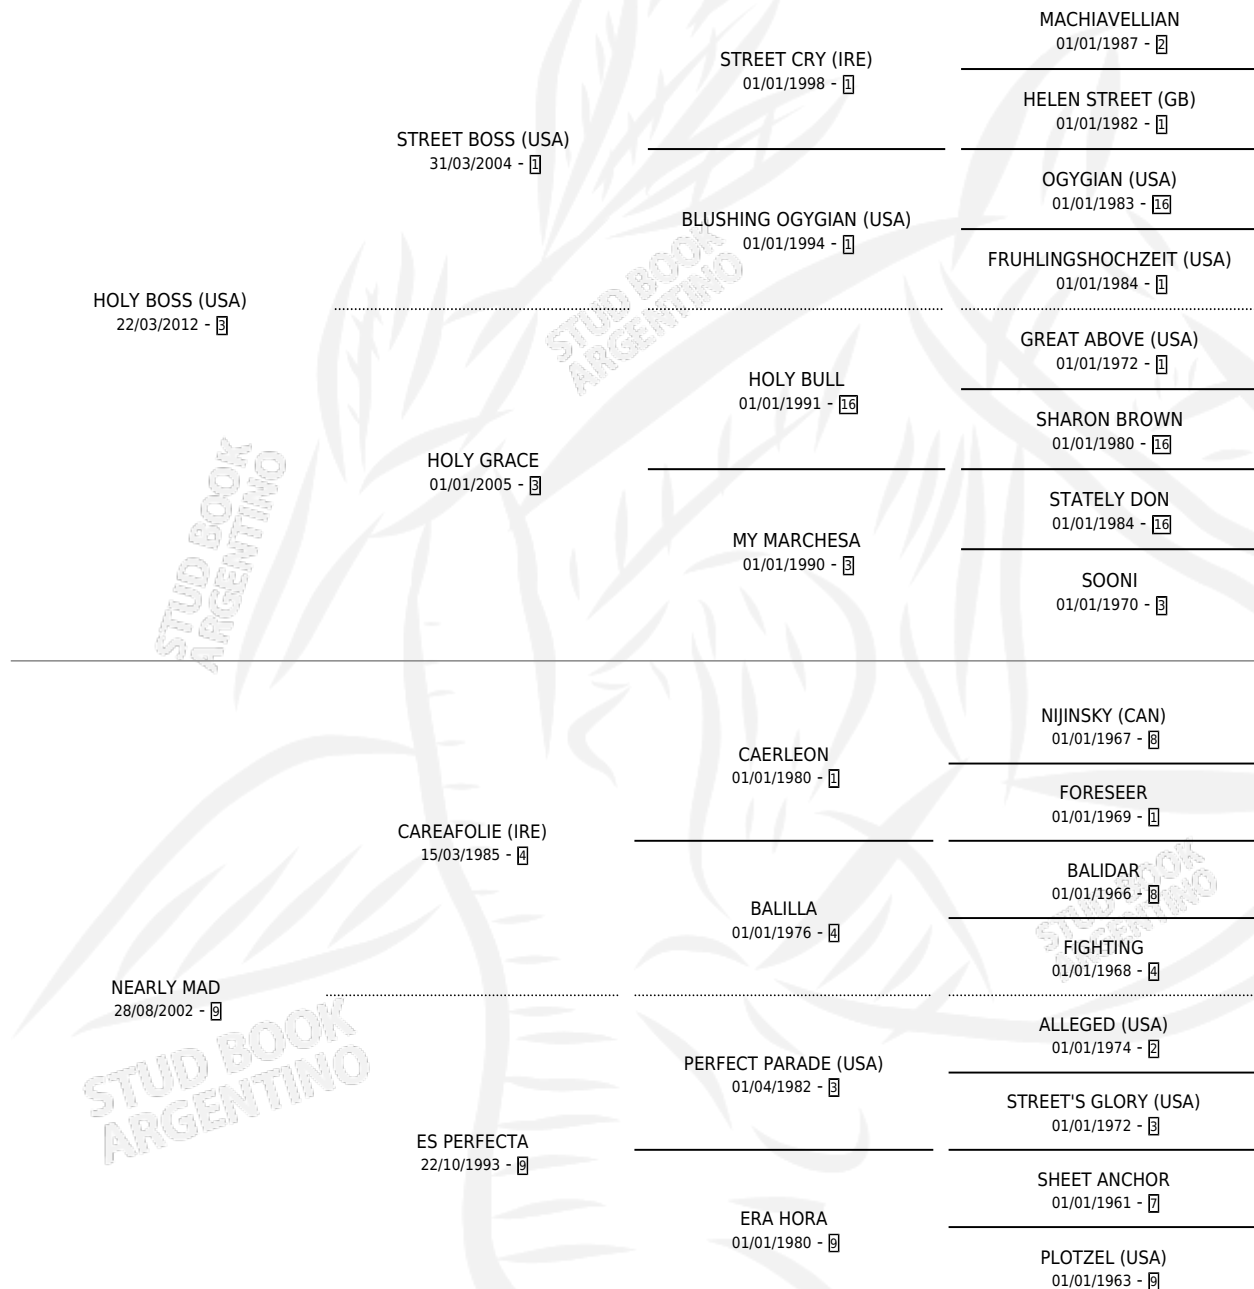 MACHIAVELLIAN
01/01/1987 - 2
STREET CRY (IRE)
01/01/1998 - 1
HELEN STREET (GB)
01/01/1982 - 1
STREET BOSS (USA)
31/03/2004 - 1
OGYGIAN (USA)
01/01/1983 - 16
BLUSHING OGYGIAN (USA)
01/01/1994 - 1
FRUHLINGSHOCHZEIT (USA)
01/01/1984 - 1
HOLY BOSS (USA)
22/03/2012 - 3
STUD BOOK
ARGENTINO
GREAT ABOVE (USA)
01/01/1972 - 1
HOLY BULL
01/01/1991 - 16
SHARON BROWN
01/01/1980 - 16
HOLY GRACE
01/01/2005 - 3
STATELY DON
01/01/1984 - 16
MY MARCHESA
01/01/1990 - 3
SOONI
01/01/1970 - 3
STUD BOOK
ARGENTINO
NIJINSKY (CAN)
01/01/1967 - 8
CAERLEON
01/01/1980 - 1
FORESEER
01/01/1969 - 1
CAREAFOLIE (IRE)
15/03/1985 - 4
BALIDAR
01/01/1966 - 8
BALILLA
01/01/1976 - 4
FIGHTING
01/01/1968 - 4
STUD BOOK
ARGENTINO
NEARLY MAD
28/08/2002 - 9
ALLEGED (USA)
01/01/1974 - 2
PERFECT PARADE (USA)
01/04/1982 - 3
STREET'S GLORY (USA)
01/01/1972 - 3
ES PERFECTA
22/10/1993 - 9
SHEET ANCHOR
01/01/1961 - 7
ERA HORA
01/01/1980 - 9
PLOTZEL (USA)
01/01/1963 - 9
STUD BOOK
ARGENTINO